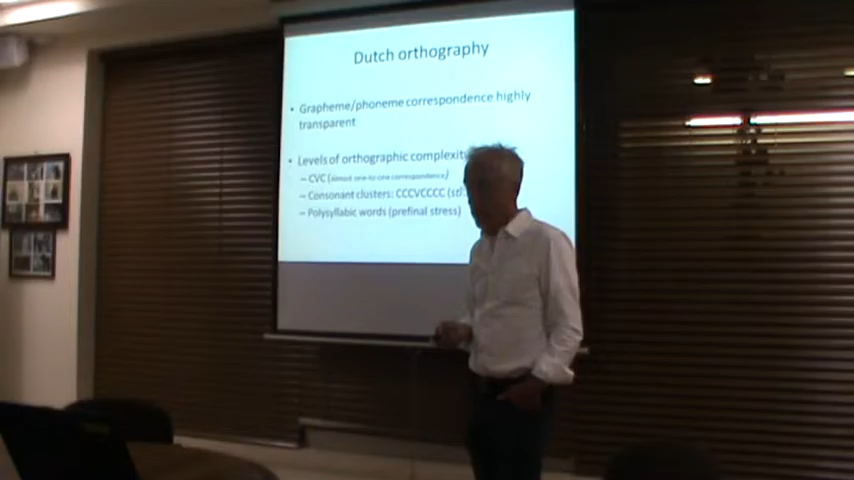 Dutch orthography
• Grapheme/phoneme correspondence highly
transparent
• Levels of orthographic
– CVC (almost one-to-one correspondence)
– Consonant clusters: CCCVCCCC
– Polysyllabic words (prefinal stress)